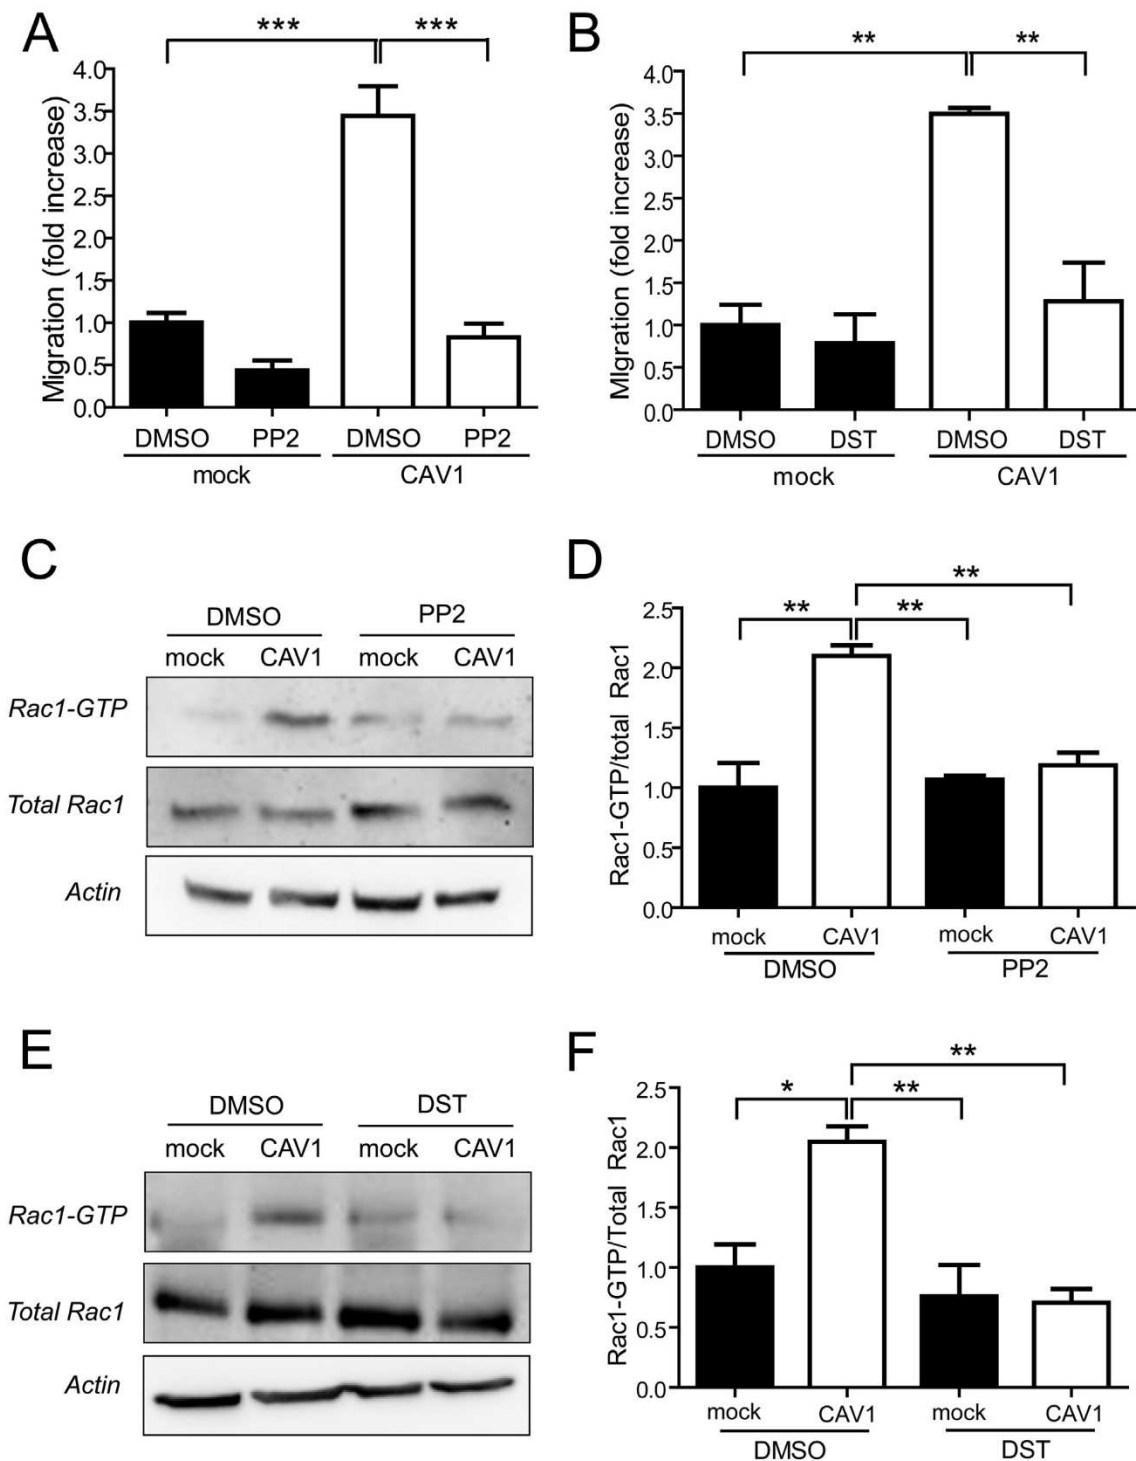 A
*** ***
Migration (fold increase)
4.0
3.5
3.0
2.5
2.0
1.5
1.0
0.5
0.0
DMSO PP2 DMSO PP2
mock CAV1
B
** **
MIgration (fold increase)
4.0
3.5
3.0
2.5
2.0
1.5
1.0
0.5
0.0
DMSO DST DMSO DST
mock CAV1
C
DMSO PP2
mock CAV1 mock CAV1
Rac1-GTP
Total Rac1
Actin
D
**
** **
Rac1-GTP/total Rac1
2.5
2.0
1.5
1.0
0.5
0.0
mock CAV1 mock CAV1
DMSO PP2
E
DMSO DST
mock CAV1 mock CAV1
Rac1-GTP
Total Rac1
Actin
F
**
* **
Rac1-GTP/Total Rac1
2.5
2.0
1.5
1.0
0.5
0.0
mock CAV1 mock CAV1
DMSO DST